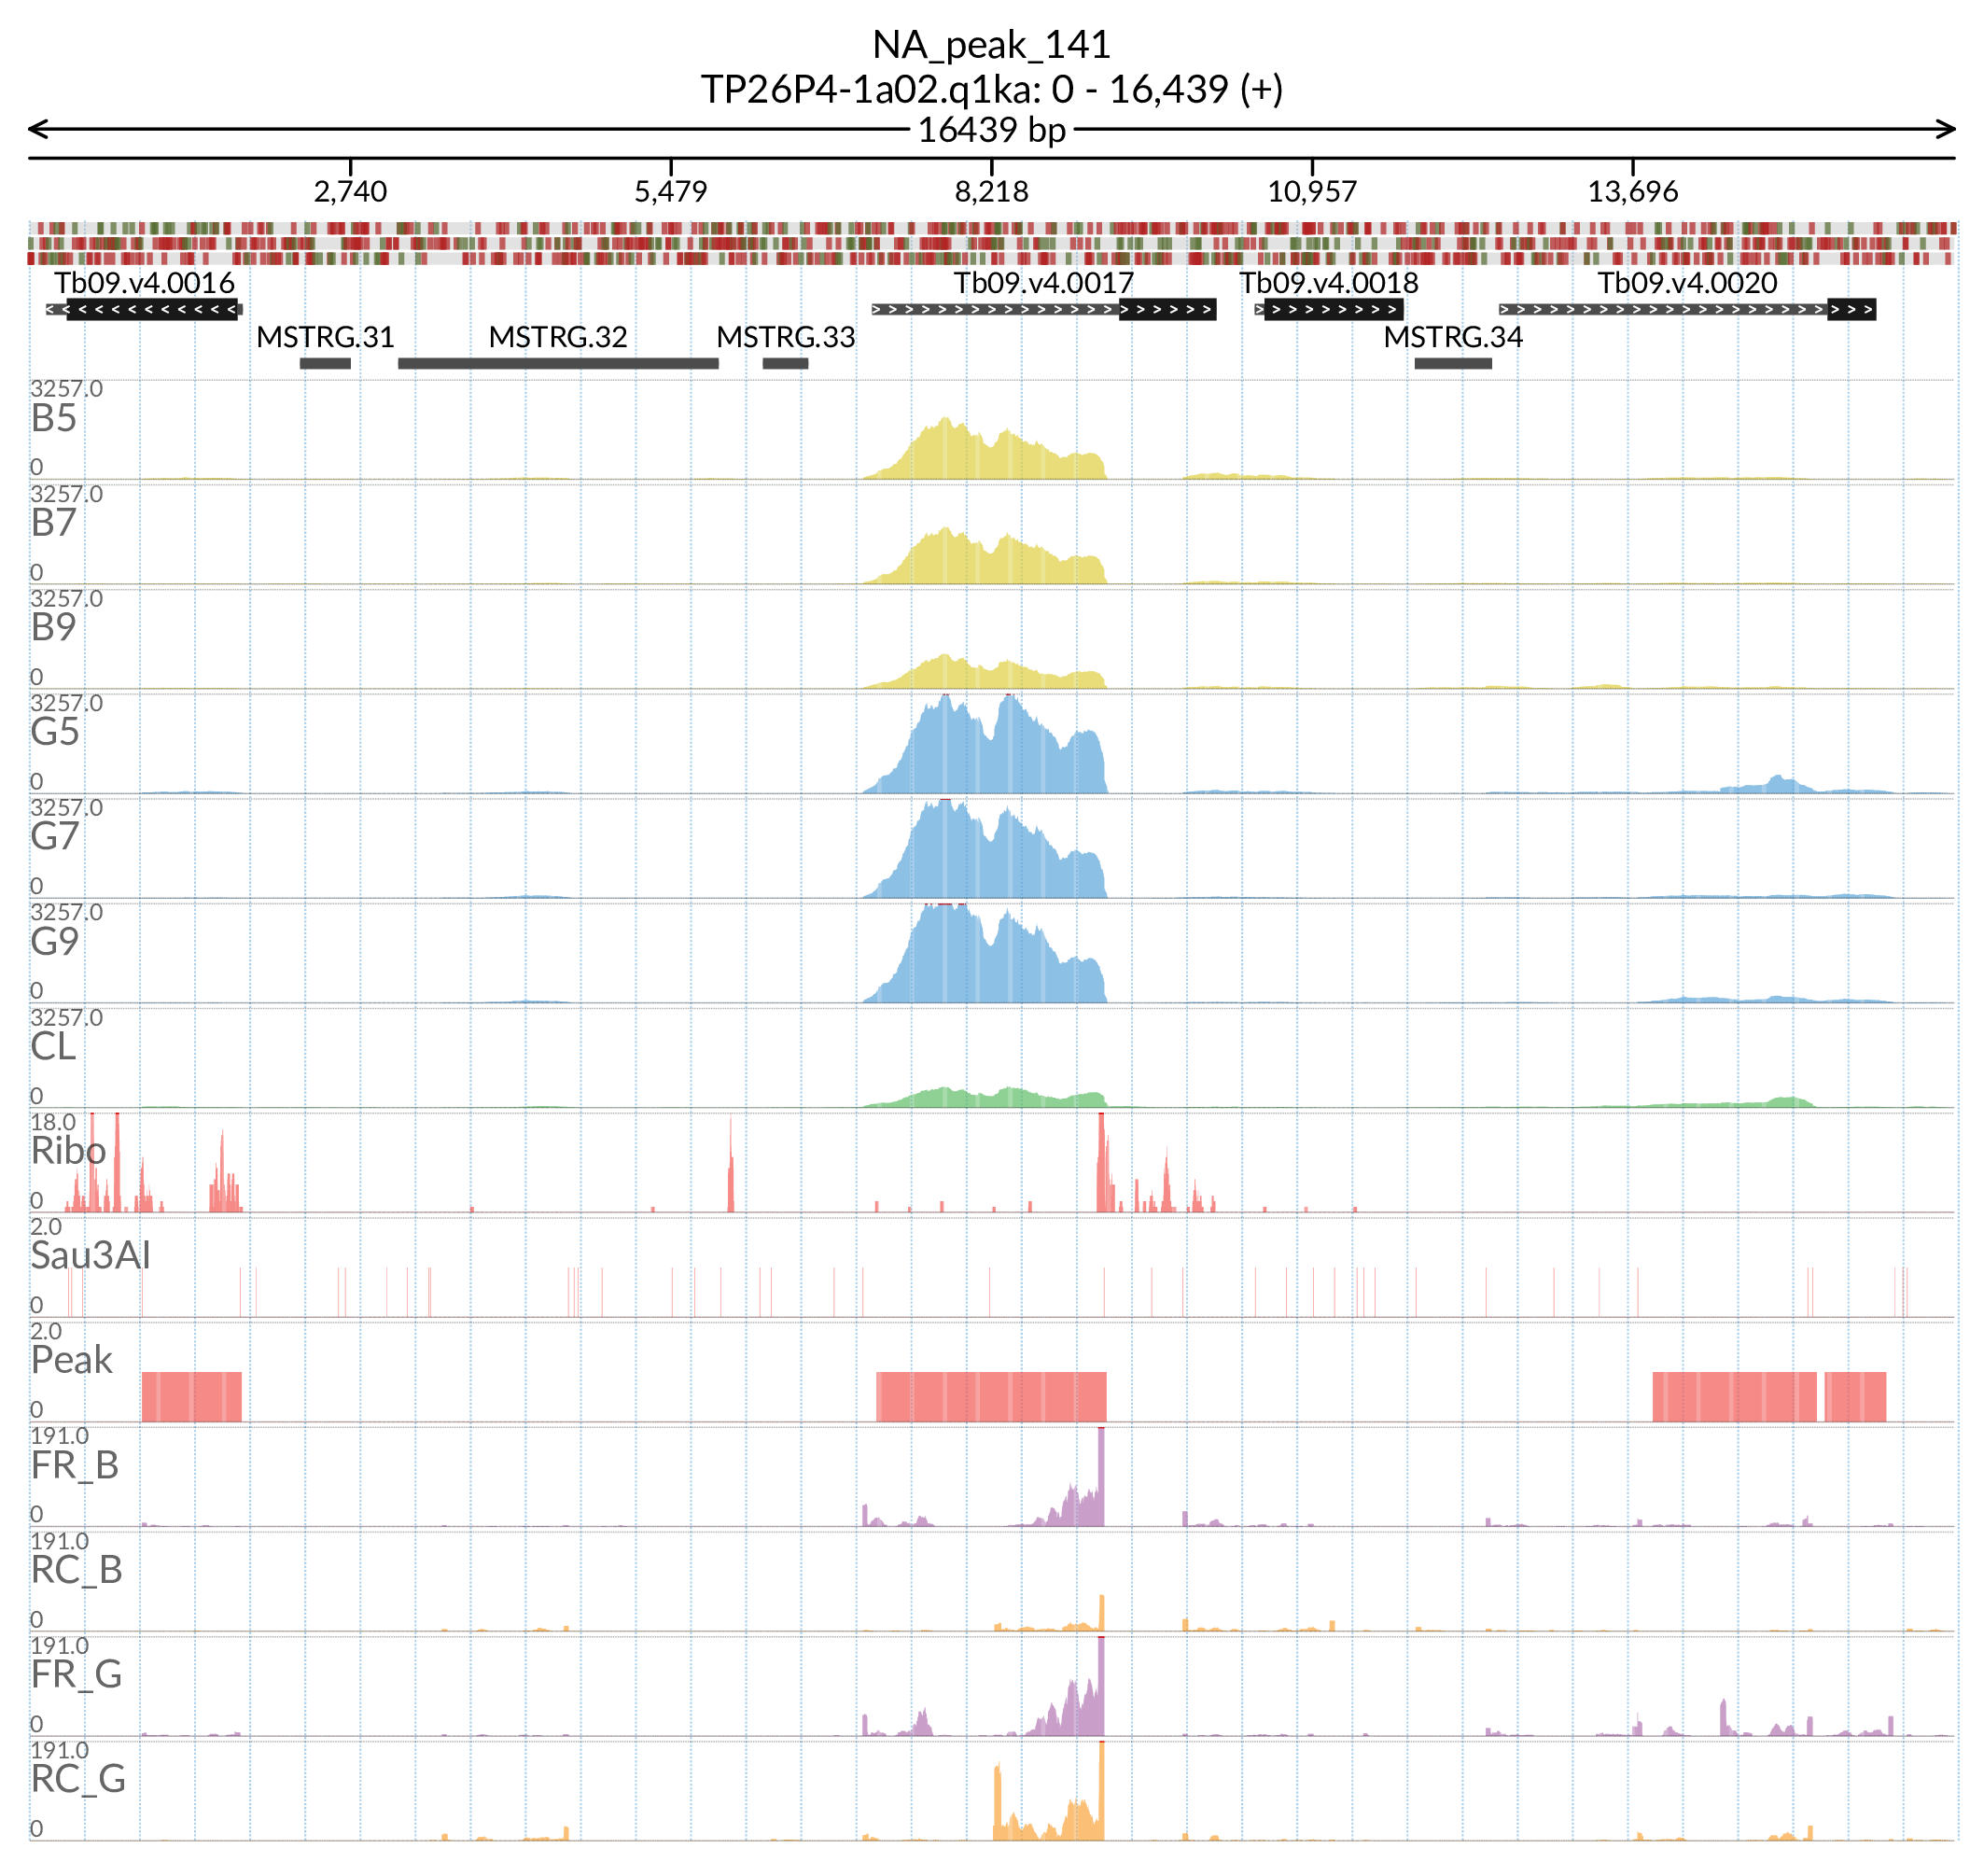 NA_peak_141
TP26P4-1a02.q1ka: 0 - 16,439 (+)
16439 bp
2,740 5,479 8,218 10,957 13,696
Tb09.v4.0016 Tb09.v4.0017 Tb09.v4.0018 Tb09.v4.0020
MSTRG.31 MSTRG.32 MSTRG.33 MSTRG.34
3257.0
B5
0
3257.0
B7
0
3257.0
B9
0
3257.0
G5
0
3257.0
G7
0
3257.0
G9
0
3257.0
CL
0
18.0
Ribo
0
2.0
Sau3AI
0
2.0
Peak
0
191.0
FR_B
0
191.0
RC_B
0
191.0
FR_G
0
191.0
RC_G
0